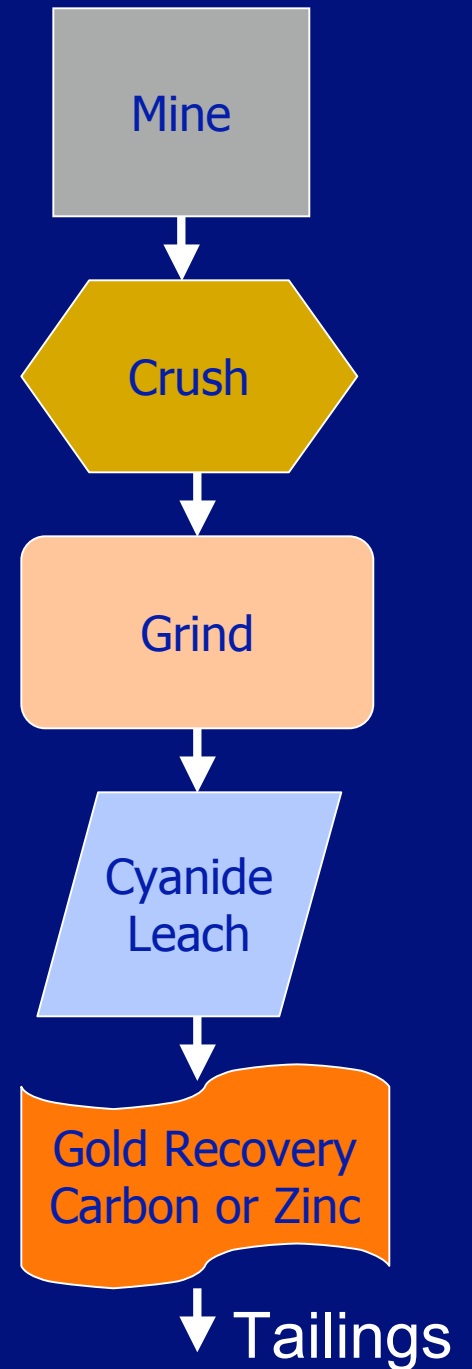 Mine
Crush
Grind
Cyanide
Leach
Gold Recovery
Carbon or Zinc
Tailings